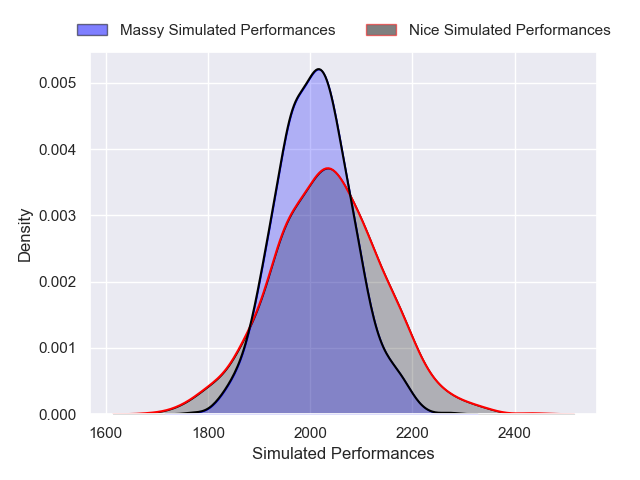 Massy Simulated Performances Nice Simulated Performances
0.005
0.004
0.003
0.002
0.001
0.000
Density
1600 1800 2000 2200 2400
Simulated Performances